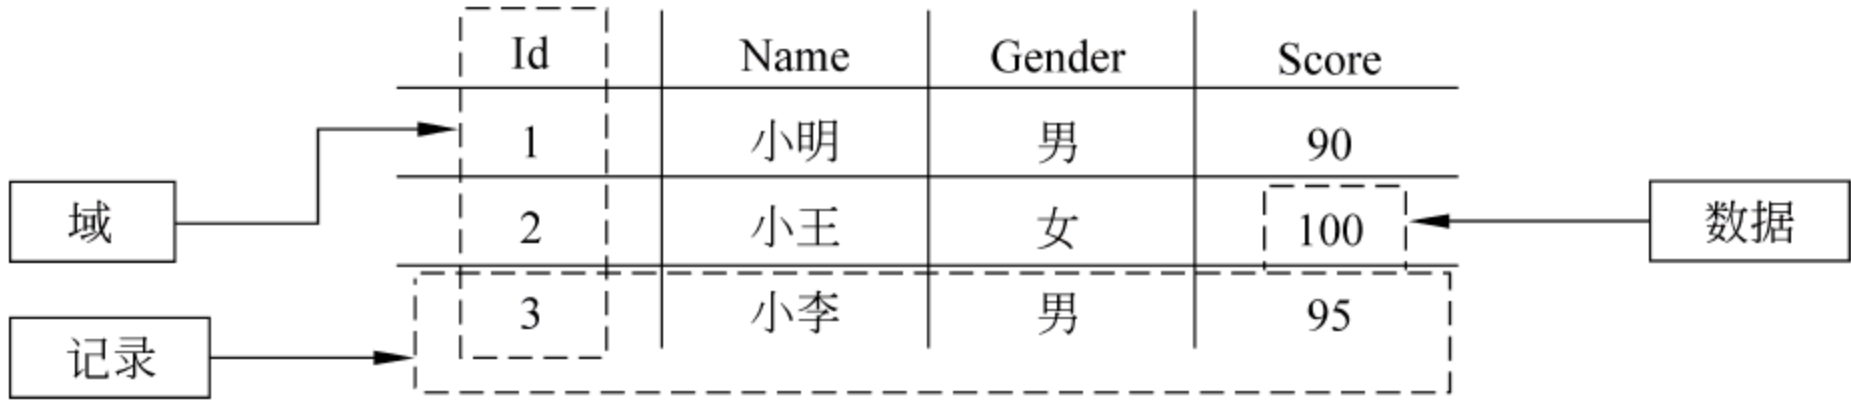 Id Name Gender Score
1 小明 男 90
域 2 小王 女 100 数据
3 小李 男 95
记录